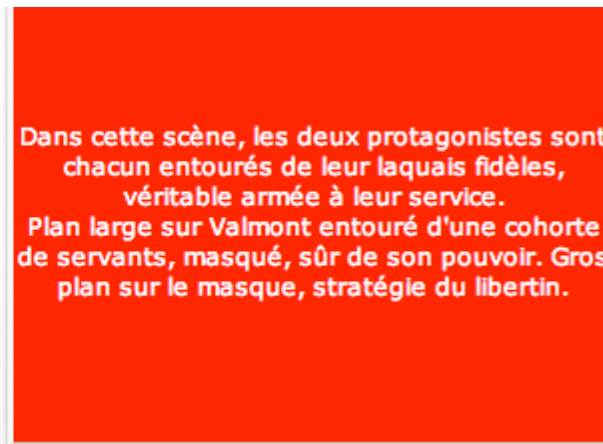 Dans cette scène, les deux protagonistes sont
chacun entourés de leur laquais fidèles,
véritable armée à leur service.
Plan large sur Valmont entouré d'une cohorte
de servants, masqué, sûr de son pouvoir. Gros
plan sur le masque, stratégie du libertin.